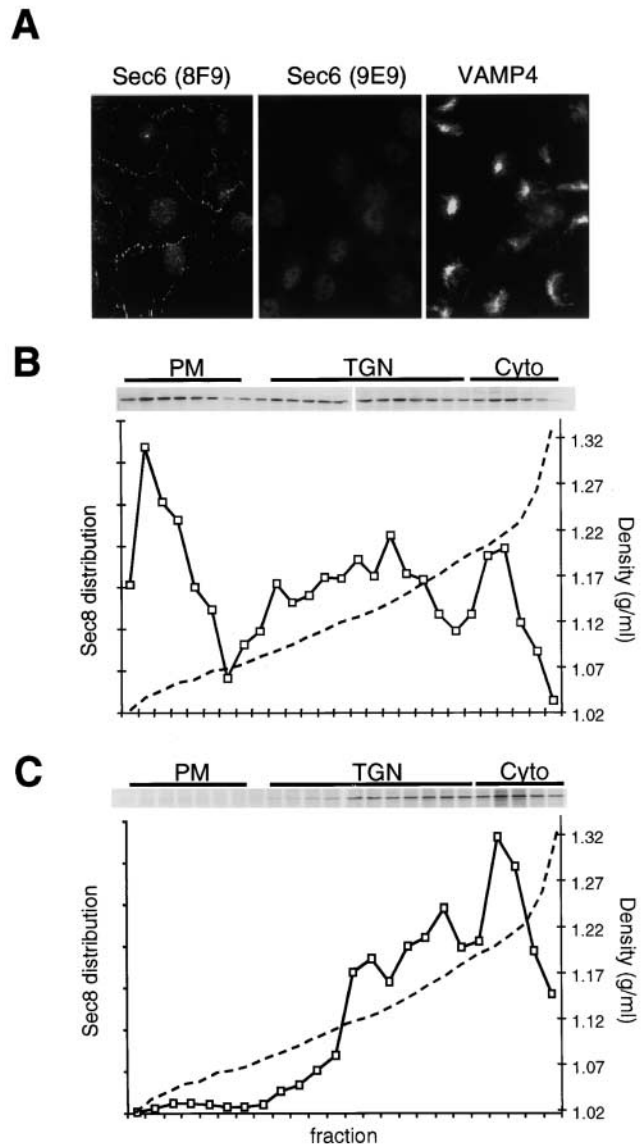 A
Sec6 (8F9) Sec6 (9E9) VAMP4
B
PM TGN Cyto
Sec8 distribution
1.32
1.27
1.22
1.17
1.12
1.07
1.02
Density (g/ml)
C
PM TGN Cyto
Sec8 distribution
1.32
1.27
1.22
1.17
1.12
1.07
1.02
Density (g/ml)
fraction